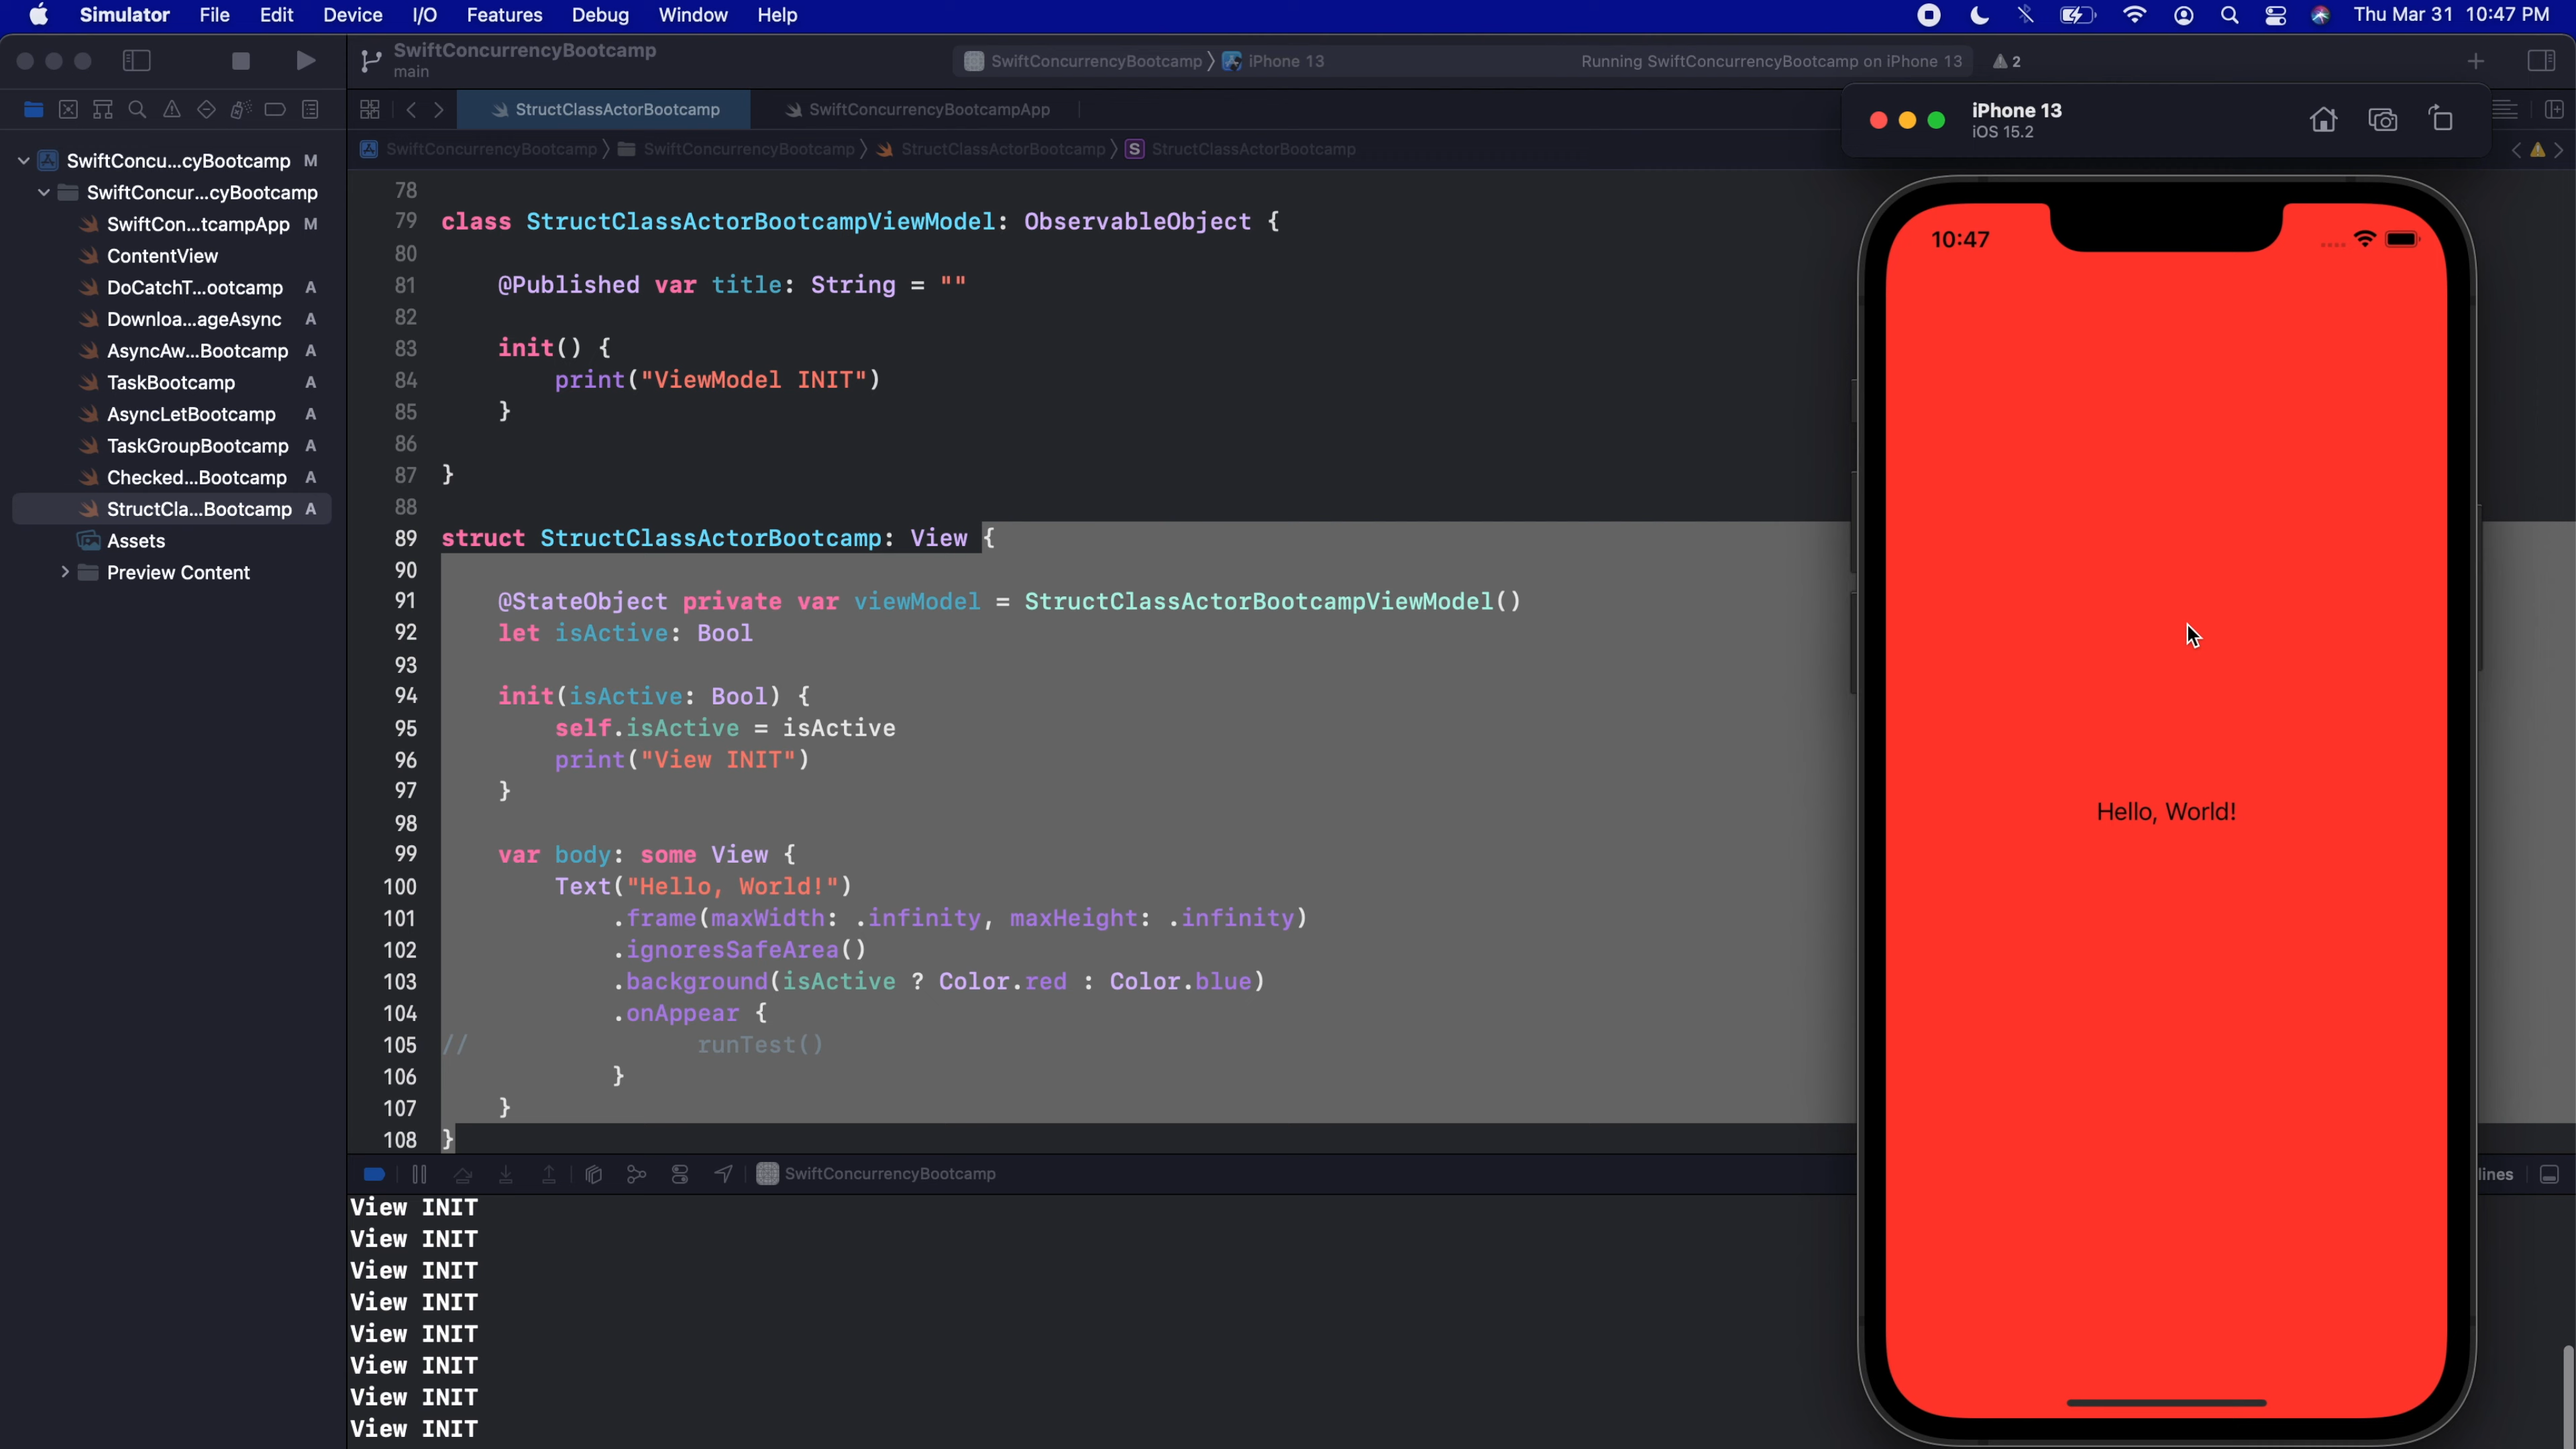 Simulator File Edit Device I/O Features Debug Window Help
Thu Mar 31 10:47 PM
SwiftConcurrencyBootcamp
main
SwiftConcurrencyBootcamp iPhone 13
Running SwiftConcurrencyBootcamp on iPhone 13
2
StructClassActorBootcamp
SwiftConcurrencyBootcampApp
SwiftConcurrencyBootcamp SwiftConcurrencyBootcamp StructClassActorBootcamp S StructClassActorBootcamp
SwiftConcu...cyBootcamp M
SwiftConcur...cyBootcamp
SwiftCon...tcampApp M
ContentView
DoCatchT...ootcamp A
Downloa...ageAsync A
AsyncAw...Bootcamp A
TaskBootcamp A
AsyncLetBootcamp A
TaskGroupBootcamp A
Checked...Bootcamp A
StructCla...Bootcamp A
Assets
Preview Content
78
79 class StructClassActorBootcampViewModel: ObservableObject {
80
81 @Published var title: String = ""
82
83 init() {
84 print("ViewModel INIT")
85 }
86
87 }
88
89 struct StructClassActorBootcamp: View {
90
91 @StateObject private var viewModel = StructClassActorBootcampViewModel()
92 let isActive: Bool
93
94 init(isActive: Bool) {
95 self.isActive = isActive
96 print("View INIT")
97 }
98
99 var body: some View {
100 Text("Hello, World!")
101 .frame(maxWidth: .infinity, maxHeight: .infinity)
102 .ignoresSafeArea()
103 .background(isActive ? Color.red : Color.blue)
104 .onAppear {
105 // runTest()
106 }
107 }
108 }
SwiftConcurrencyBootcamp
lines
View INIT
View INIT
View INIT
View INIT
View INIT
View INIT
View INIT
View INIT
iPhone 13
iOS 15.2
10:47
Hello, World!